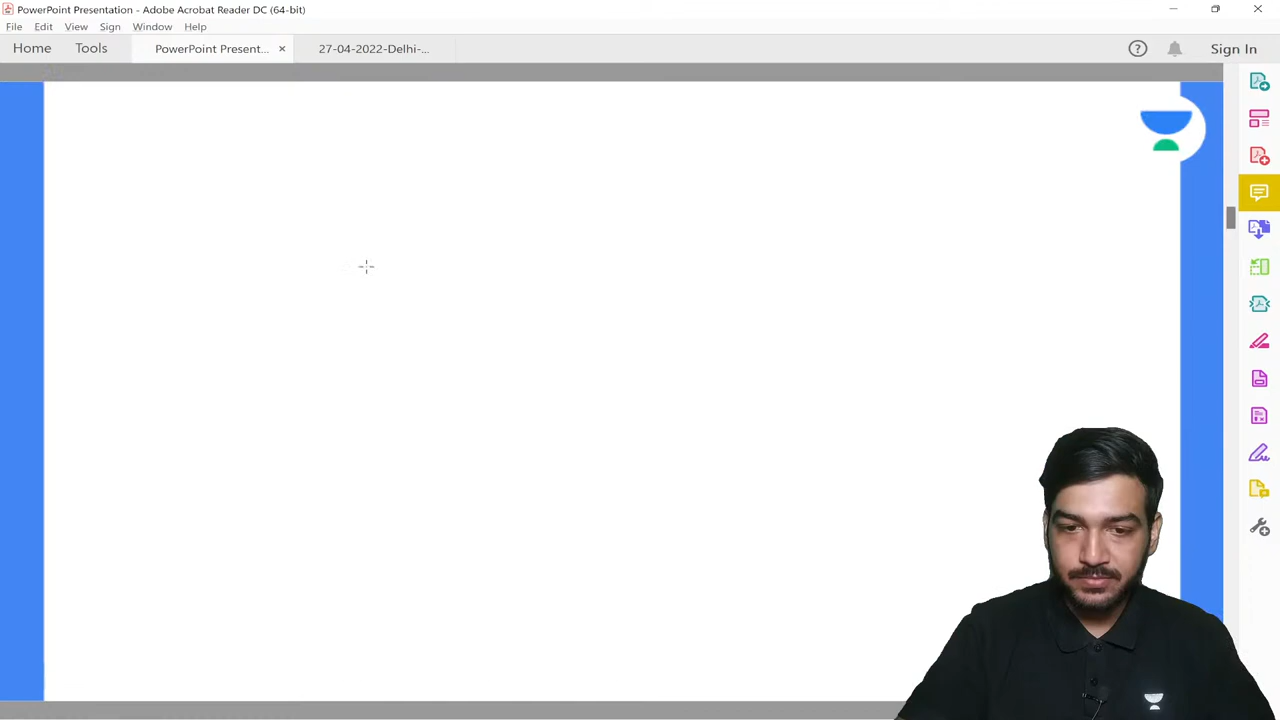 PowerPoint Presentation - Adobe Acrobat Reader DC (64-bit)
File Edit View Sign Window Help
Home Tools PowerPoint Present... 27-04-2022-Delhi-... Sign In